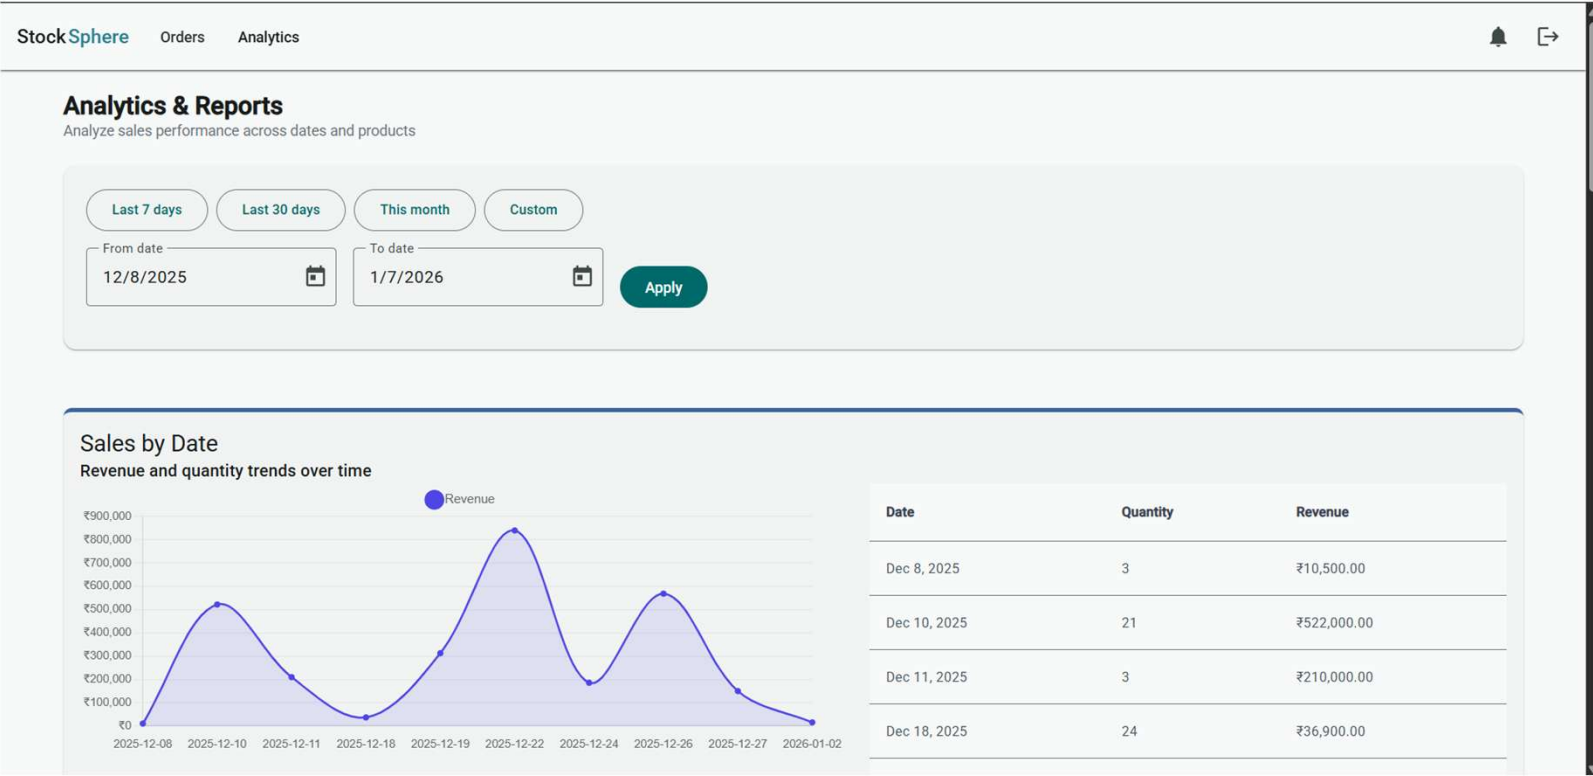 StockSphere Orders Analytics
Analytics & Reports
Analyze sales performance across dates and products
Last 7 days Last 30 days This month Custom
From date To date
12/8/2025 1/7/2026 Apply
Sales by Date
Revenue and quantity trends over time
Revenue
₹900,000
₹800,000
₹700,000
₹600,000
₹500,000
₹400,000
₹300,000
₹200,000
₹100,000
₹0
2025-12-08 2025-12-10 2025-12-11 2025-12-18 2025-12-19 2025-12-22 2025-12-24 2025-12-26 2025-12-27 2026-01-02
Date Quantity Revenue
Dec 8, 2025 3 ₹10,500.00
Dec 10, 2025 21 ₹522,000.00
Dec 11, 2025 3 ₹210,000.00
Dec 18, 2025 24 ₹36,900.00